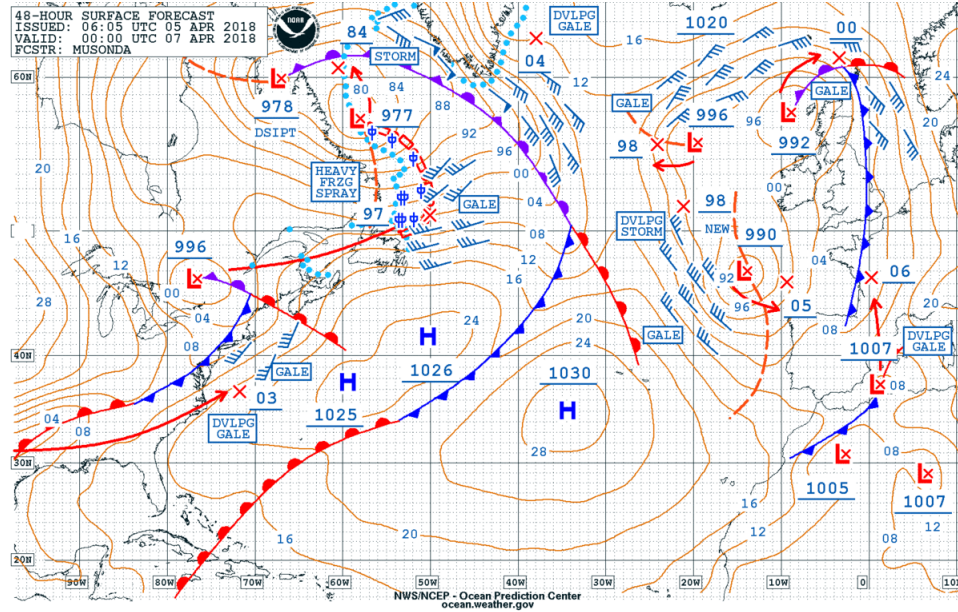 48-HOUR SURFACE FORECAST
ISSUED: 06:05 UTC 05 APR 2018
VALID: 00:00 UTC 07 APR 2018
FCSTR: MUSONDA
NOAA
84
STORM
DVLPG
GALE
04
1020
16
00
60N
L
978
DSIPT
80
84
88
12
24
L
977
92
GALE
996
96
GALE
L
992
20
98
L
HEAVY
FRZG
SPRAY
96
00
04
00
20
97
GALE
98
NEW
DVLPG
STORM
990
16
996
08
12
16
04
12
L
00
L
92
06
28
04
24
20
96
05
20
08
08
H
24
GALE
40N
1026
1030
1007
DVLPG
GALE
GALE
H
H
L
08
03
1025
04
08
DVLPG
GALE
28
L
08
30N
1005
L
1007
16
20
16
12
12
08
20N
90W
80W
70W
60W
50W
40W
30W
20W
10W
0
NWS/NCEP - Ocean Prediction Center
ocean.weather.gov